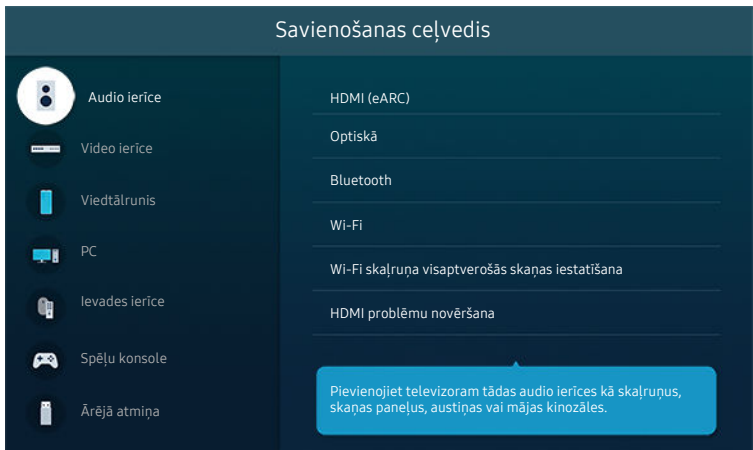 Savienošanas ceļvedis
Audio ierīce
Video ierīce
Viedtālrunis
PC
Ievades ierīce
Spēļu konsole
Ārējā atmiņa
HDMI (eARC)
Optiskā
Bluetooth
Wi-Fi
Wi-Fi skaļruņa visaptverošās skaņas iestatīšana
HDMI problēmu novēršana
Pievienojiet televizoram tādas audio ierīces kā skaļruņus,
skaņas paneļus, austiņas vai mājas kinozāles.